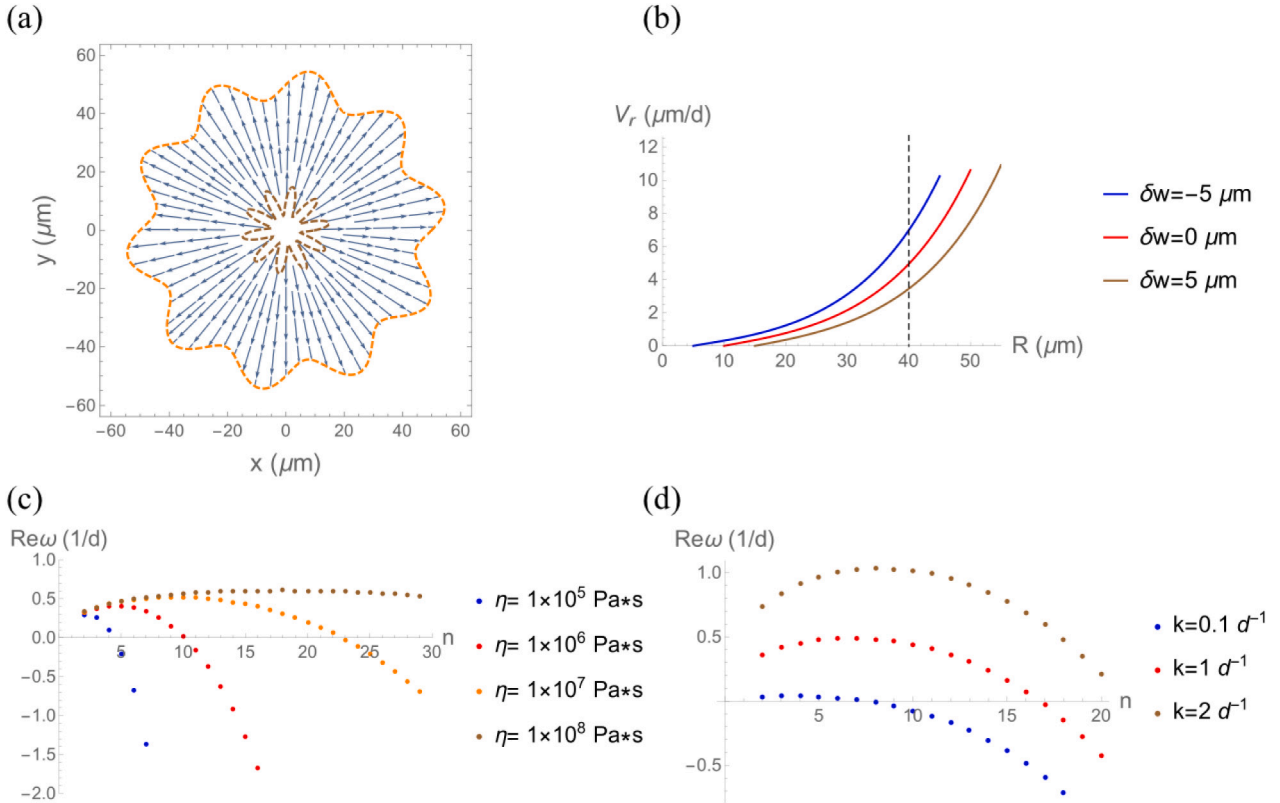 (a)
60
40
20
0
−20
−40
−60
y (μm)
−60 −40 −20 0 20 40 60
x (μm)
(b)
V_r (μm/d)
12
10
8
6
4
2
0
0 10 20 30 40 50
R (μm)
δw=−5 μm
δw=0 μm
δw=5 μm
(c)
Reω (1/d)
1.0
0.5
0.0
−0.5
−1.0
−1.5
−2.0
5 10 15 20 25 30
n
η= 1×10⁵ Pa*s
η= 1×10⁶ Pa*s
η= 1×10⁷ Pa*s
η= 1×10⁸ Pa*s
(d)
Reω (1/d)
1.0
0.5
−0.5
5 10 15 20
n
k=0.1 d⁻¹
k=1 d⁻¹
k=2 d⁻¹